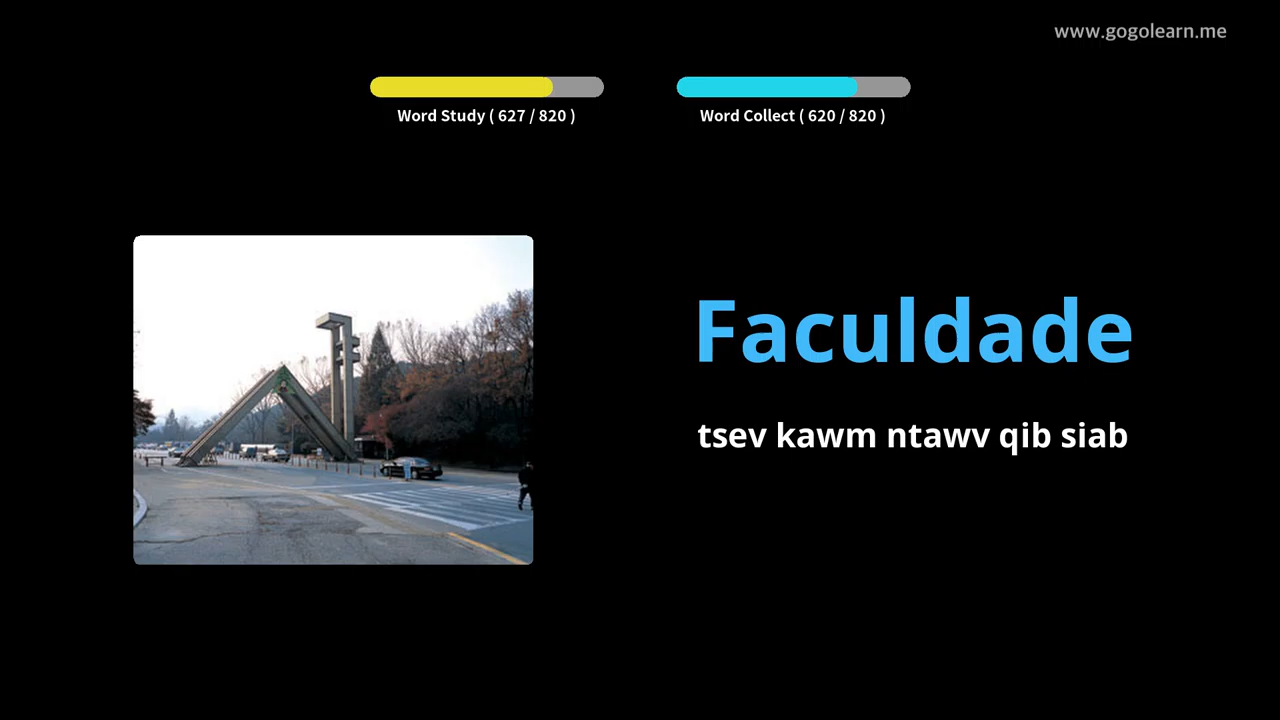 www.gogolearn.me
Word Study ( 627 / 820 )
Word Collect ( 620 / 820 )
Faculdade
tsev kawm ntawv qib siab